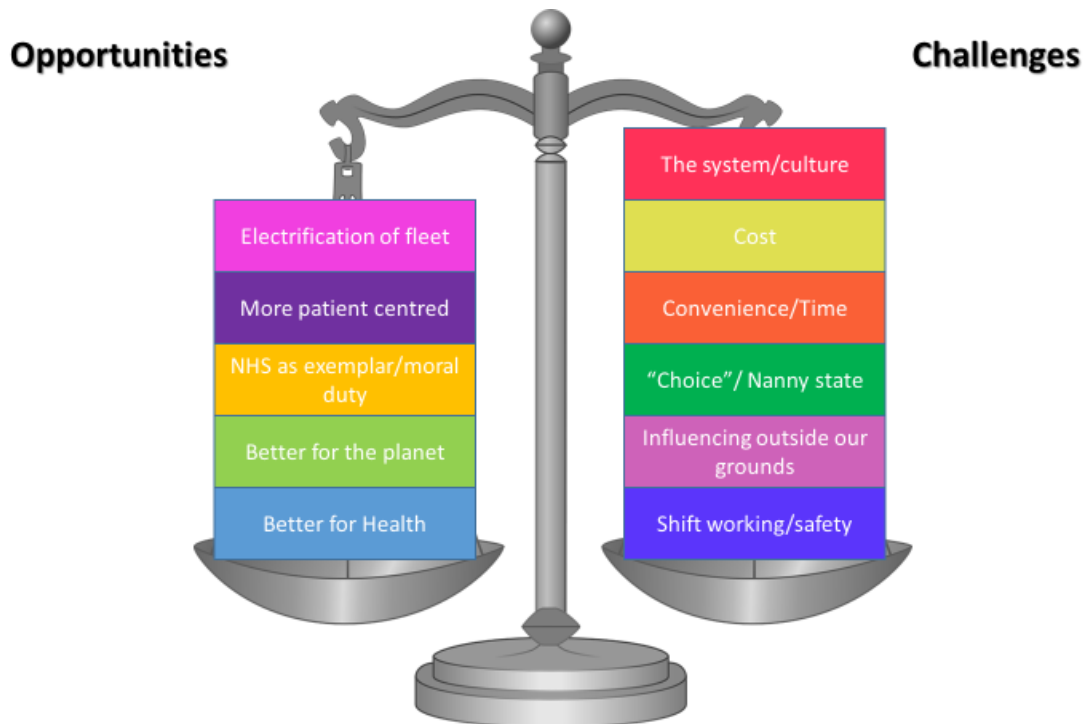 Opportunities
Challenges
Electrification of fleet
More patient centred
NHS as exemplar/moral
duty
Better for the planet
Better for Health
The system/culture
Cost
Convenience/Time
“Choice”/ Nanny state
Influencing outside our
grounds
Shift working/safety